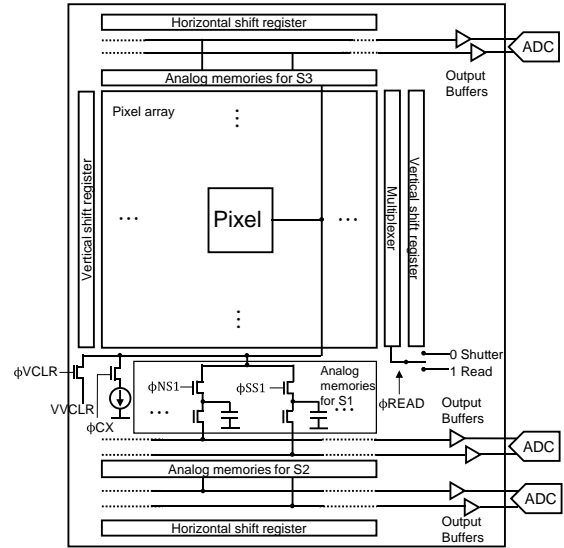 Horizontal shift register
ADC
Analog memories for S3
Output
Buffers
Pixel array
Vertical shift register
Pixel
Multiplexer
Vertical shift register
0 Shutter
1 Read
ϕVCLR
VVCLR
ϕCX
ϕNS1
ϕSS1
Analog
memories
for S1
ϕREAD
Output
Buffers
ADC
Analog memories for S2
ADC
Horizontal shift register
Output
Buffers